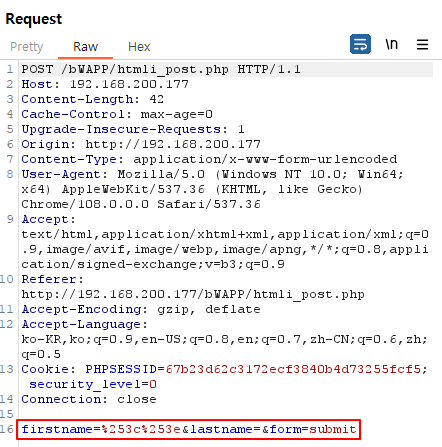 Request
Pretty Raw Hex \n
1 POST /bWAPP/htmli_post.php HTTP/1.1
2 Host: 192.168.200.177
3 Content-Length: 42
4 Cache-Control: max-age=0
5 Upgrade-Insecure-Requests: 1
6 Origin: http://192.168.200.177
7 Content-Type: application/x-www-form-urlencoded
8 User-Agent: Mozilla/5.0 (Windows NT 10.0; Win64;
x64) AppleWebKit/537.36 (KHTML, like Gecko)
Chrome/108.0.0.0 Safari/537.36
9 Accept:
text/html,application/xhtml+xml,application/xml;q=0
.9,image/avif,image/webp,image/apng,*/*;q=0.8,appli
cation/signed-exchange;v=b3;q=0.9
10 Referer:
http://192.168.200.177/bWAPP/htmli_post.php
11 Accept-Encoding: gzip, deflate
12 Accept-Language:
ko-KR,ko;q=0.9,en-US;q=0.8,en;q=0.7,zh-CN;q=0.6,zh;
q=0.5
13 Cookie: PHPSESSID=67b23d62c3172ecf3840b4d73255fcf5;
security_level=0
14 Connection: close
15
16 firstname=%253c%253e&lastname=&form=submit